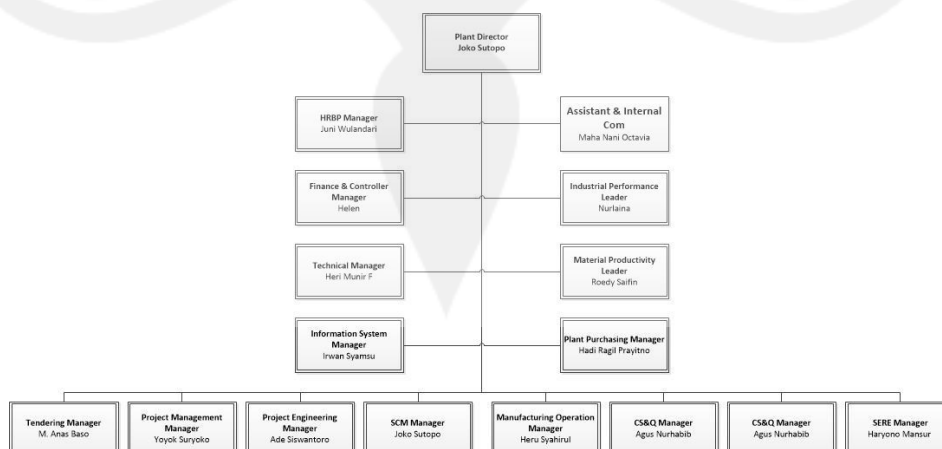 Plant Director
Joko Sutopo
HRBP Manager
Juni Wulandari
Assistant & Internal
Com
Maha Nani Octavia
Finance & Controller
Manager
Helen
Industrial Performance
Leader
Nurlaina
Technical Manager
Heri Munir F
Material Productivity
Leader
Roedy Saifin
Information System
Manager
Irwan Syamsu
Plant Purchasing Manager
Hadi Ragil Prayitno
Tendering Manager
M. Anas Baso
Project Management
Manager
Yoyok Suryoko
Project Engineering
Manager
Ade Siswantoro
SCM Manager
Joko Sutopo
Manufacturing Operation
Manager
Heru Syahirul
CS&Q Manager
Agus Nurhabib
CS&Q Manager
Agus Nurhabib
SERE Manager
Haryono Mansur